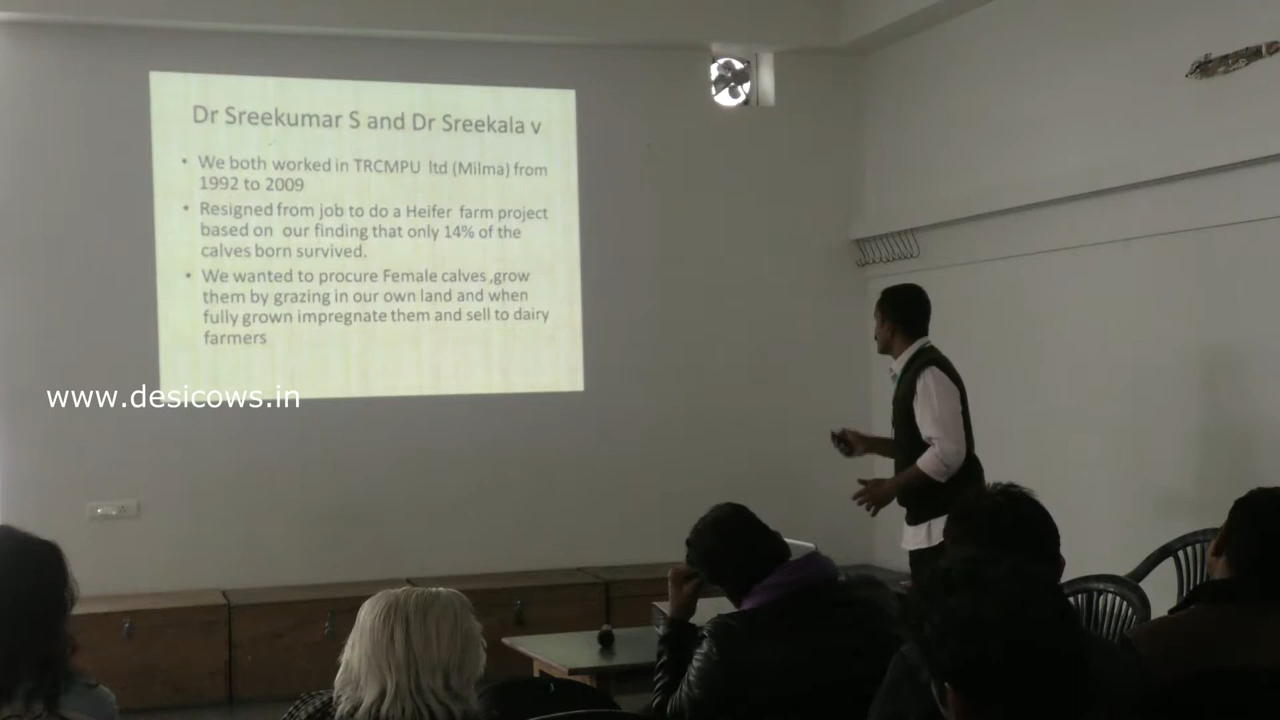 Dr Sreekumar S and Dr Sreekala v
• We both worked in TRCMPU ltd (Milma) from
1992 to 2009
• Resigned from job to do a Heifer farm project
based on our finding that only 14% of the
calves born survived.
• We wanted to procure Female calves ,grow
them by grazing in our own land and when
fully grown impregnate them and sell to dairy
farmers
www.desicows.in